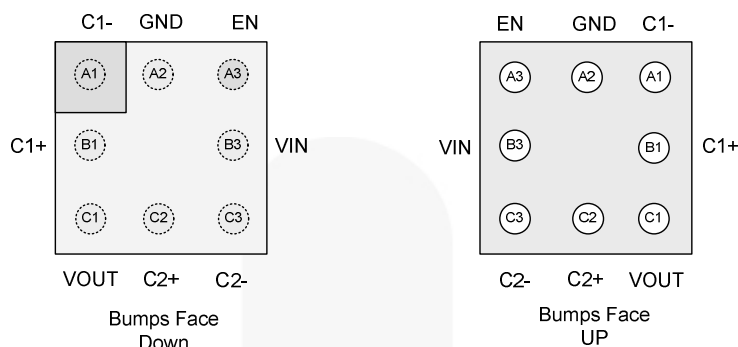 C1- GND EN
A1 A2 A3
C1+ B1 B3 VIN
C1 C2 C3
VOUT C2+ C2-
Bumps Face
Down
EN GND C1-
A3 A2 A1
VIN B3 B1 C1+
C3 C2 C1
C2- C2+ VOUT
Bumps Face
UP